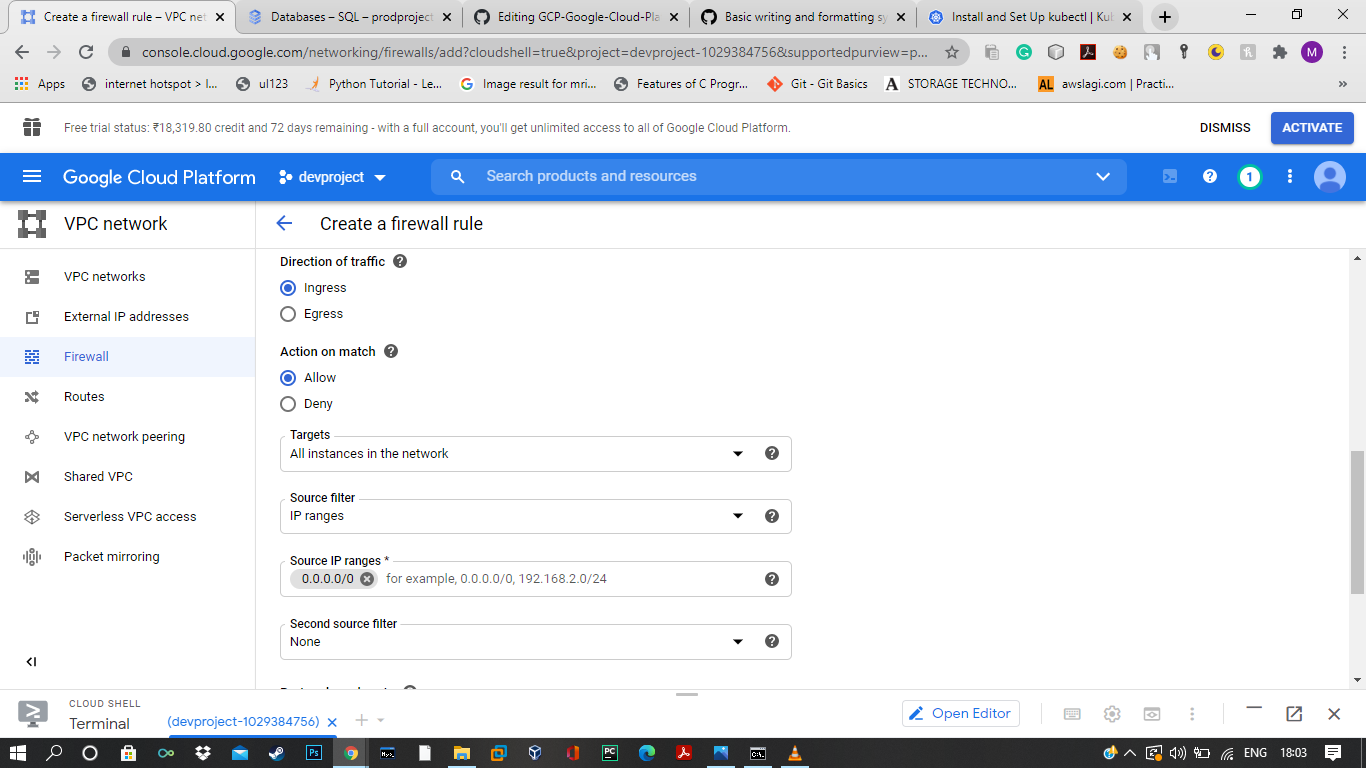 Create a firewall rule – VPC net
Databases – SQL – prodproject
Editing GCP-Google-Cloud-Pla
Basic writing and formatting sy
Install and Set Up kubectl | Kub
console.cloud.google.com/networking/firewalls/add?cloudshell=true&project=devproject-1029384756&supportedpurview=p...
M
Apps
internet hotspot > I...
ul123
Python Tutorial - Le...
Image result for mri...
Features of C Progr...
Git - Git Basics
A
STORAGE TECHNO...
AL
awslagi.com | Practi...
Free trial status: ₹18,319.80 credit and 72 days remaining - with a full account, you'll get unlimited access to all of Google Cloud Platform.
DISMISS
ACTIVATE
Google Cloud Platform
devproject
Search products and resources
1
VPC network
Create a firewall rule
VPC networks
External IP addresses
Firewall
Routes
VPC network peering
Shared VPC
Serverless VPC access
Packet mirroring
Direction of traffic
Ingress
Egress
Action on match
Allow
Deny
Targets
All instances in the network
Source filter
IP ranges
Source IP ranges *
0.0.0.0/0
for example, 0.0.0.0/0, 192.168.2.0/24
Second source filter
None
CLOUD SHELL
Terminal
(devproject-1029384756)
Open Editor
ENG
18:03